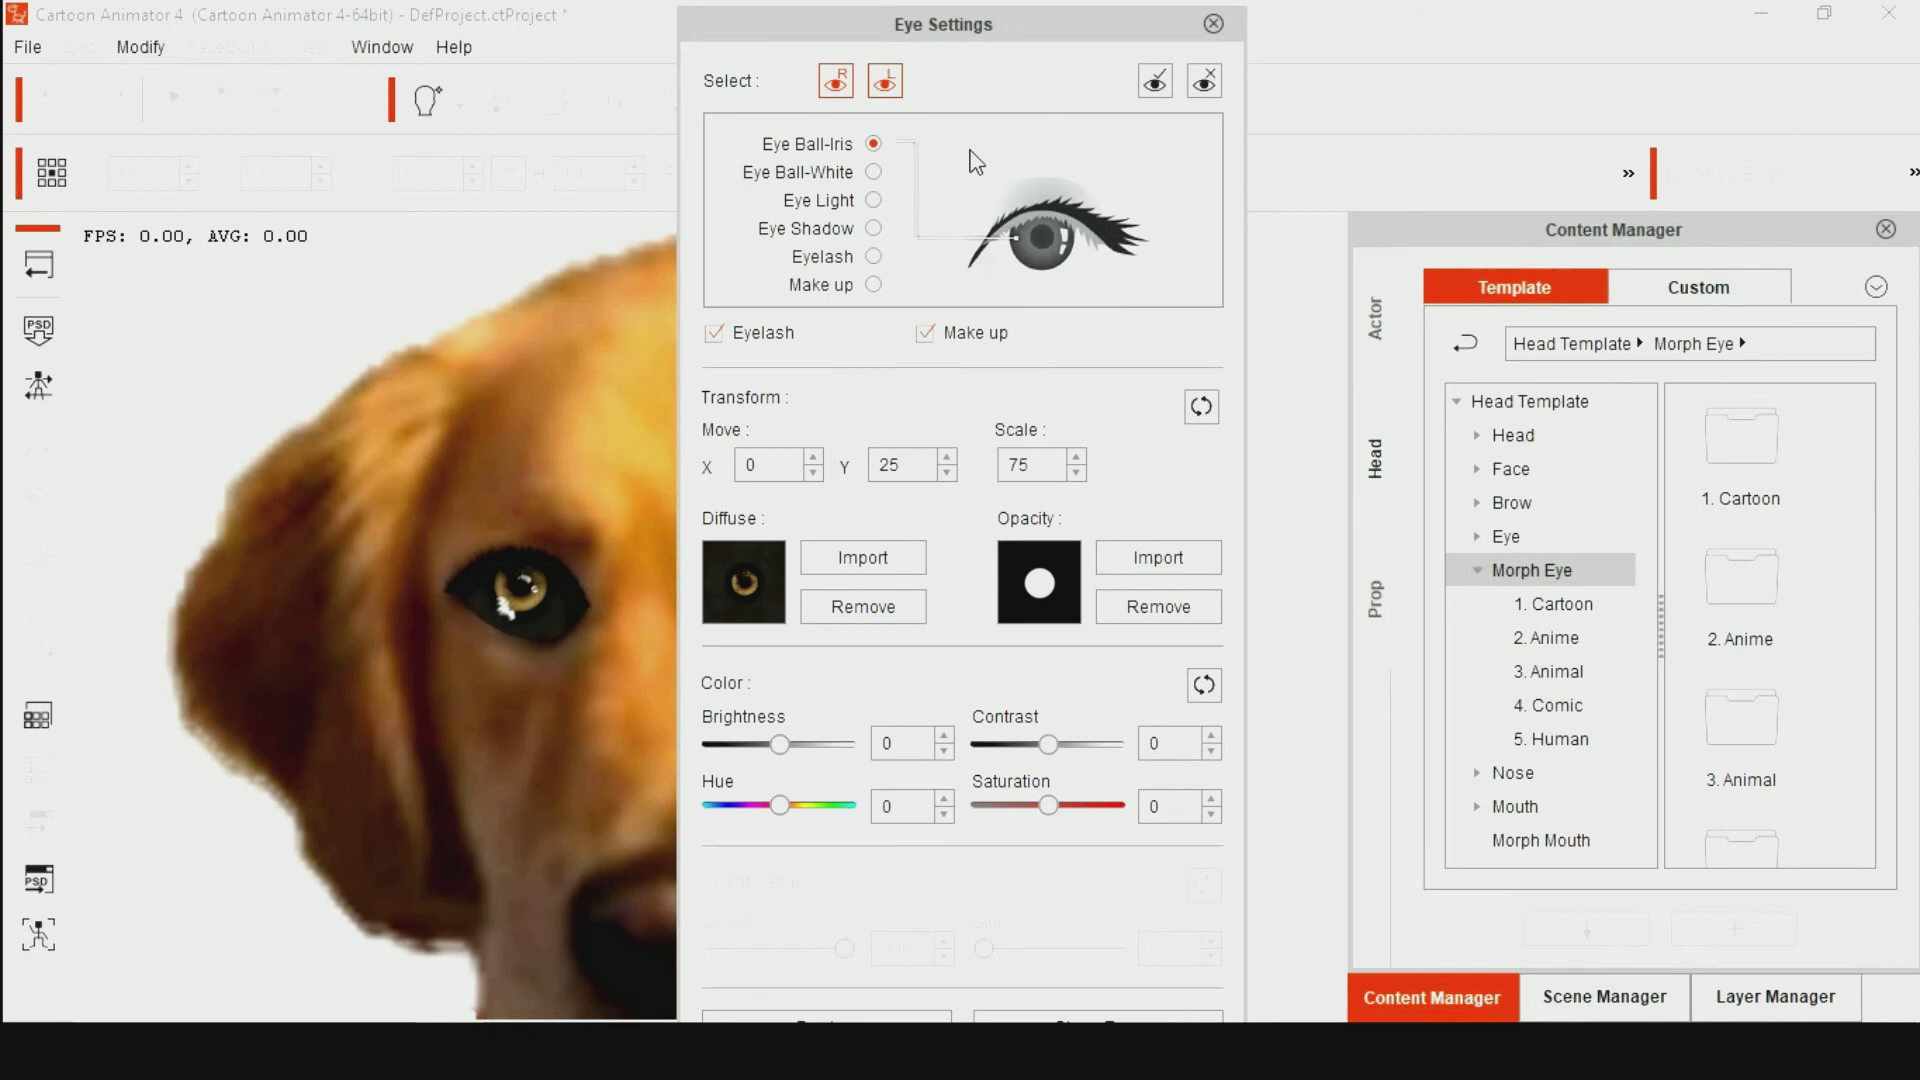 Cartoon Animator 4 (Cartoon Animator 4-64bit) - DefProject.ctProject *
File Modify Window Help
FPS: 0.00, AVG: 0.00
PSD
PSD
Eye Settings
Select :
R L
Eye Ball-Iris
Eye Ball-White
Eye Light
Eye Shadow
Eyelash
Make up
Eyelash Make up
Transform :
Move : Scale :
X 0 Y 25 75
Diffuse : Opacity :
Import Import
Remove Remove
Color :
Brightness Contrast
0 0
Hue Saturation
0 0
Content Manager
Actor
Head
Prop
Template Custom
Head Template Morph Eye
Head Template
Head
Face
Brow
Eye
Morph Eye
1. Cartoon
2. Anime
3. Animal
4. Comic
5. Human
Nose
Mouth
Morph Mouth
1. Cartoon
2. Anime
3. Animal
Content Manager Scene Manager Layer Manager